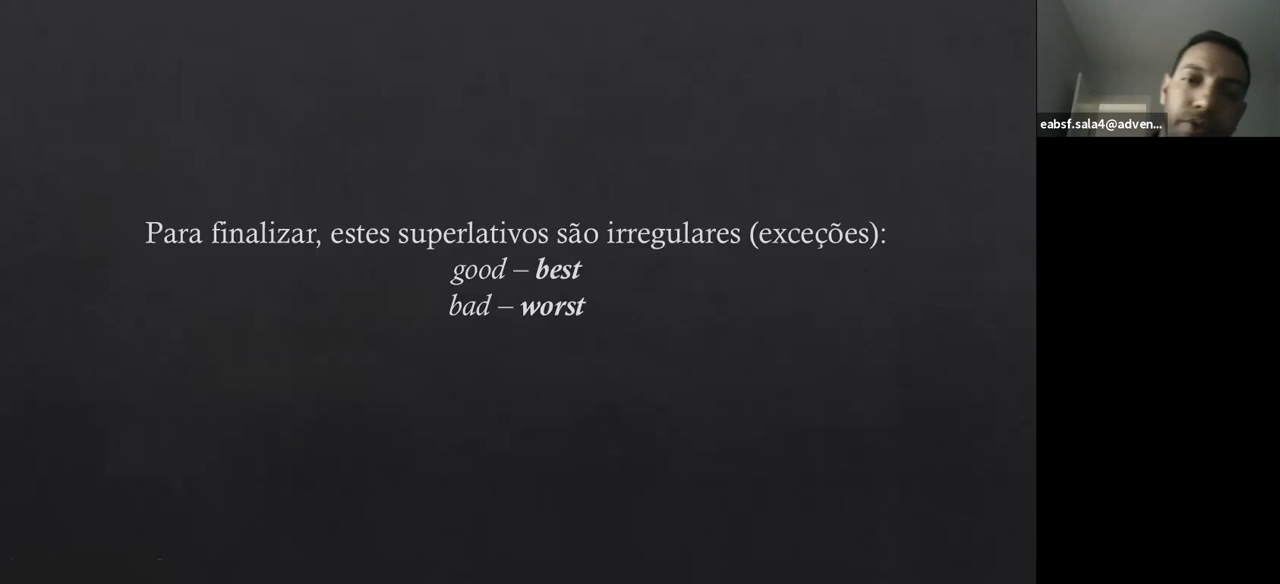 Para finalizar, estes superlativos são irregulares (exceções):
good – best
bad – worst
eabsf.sala4@adven...